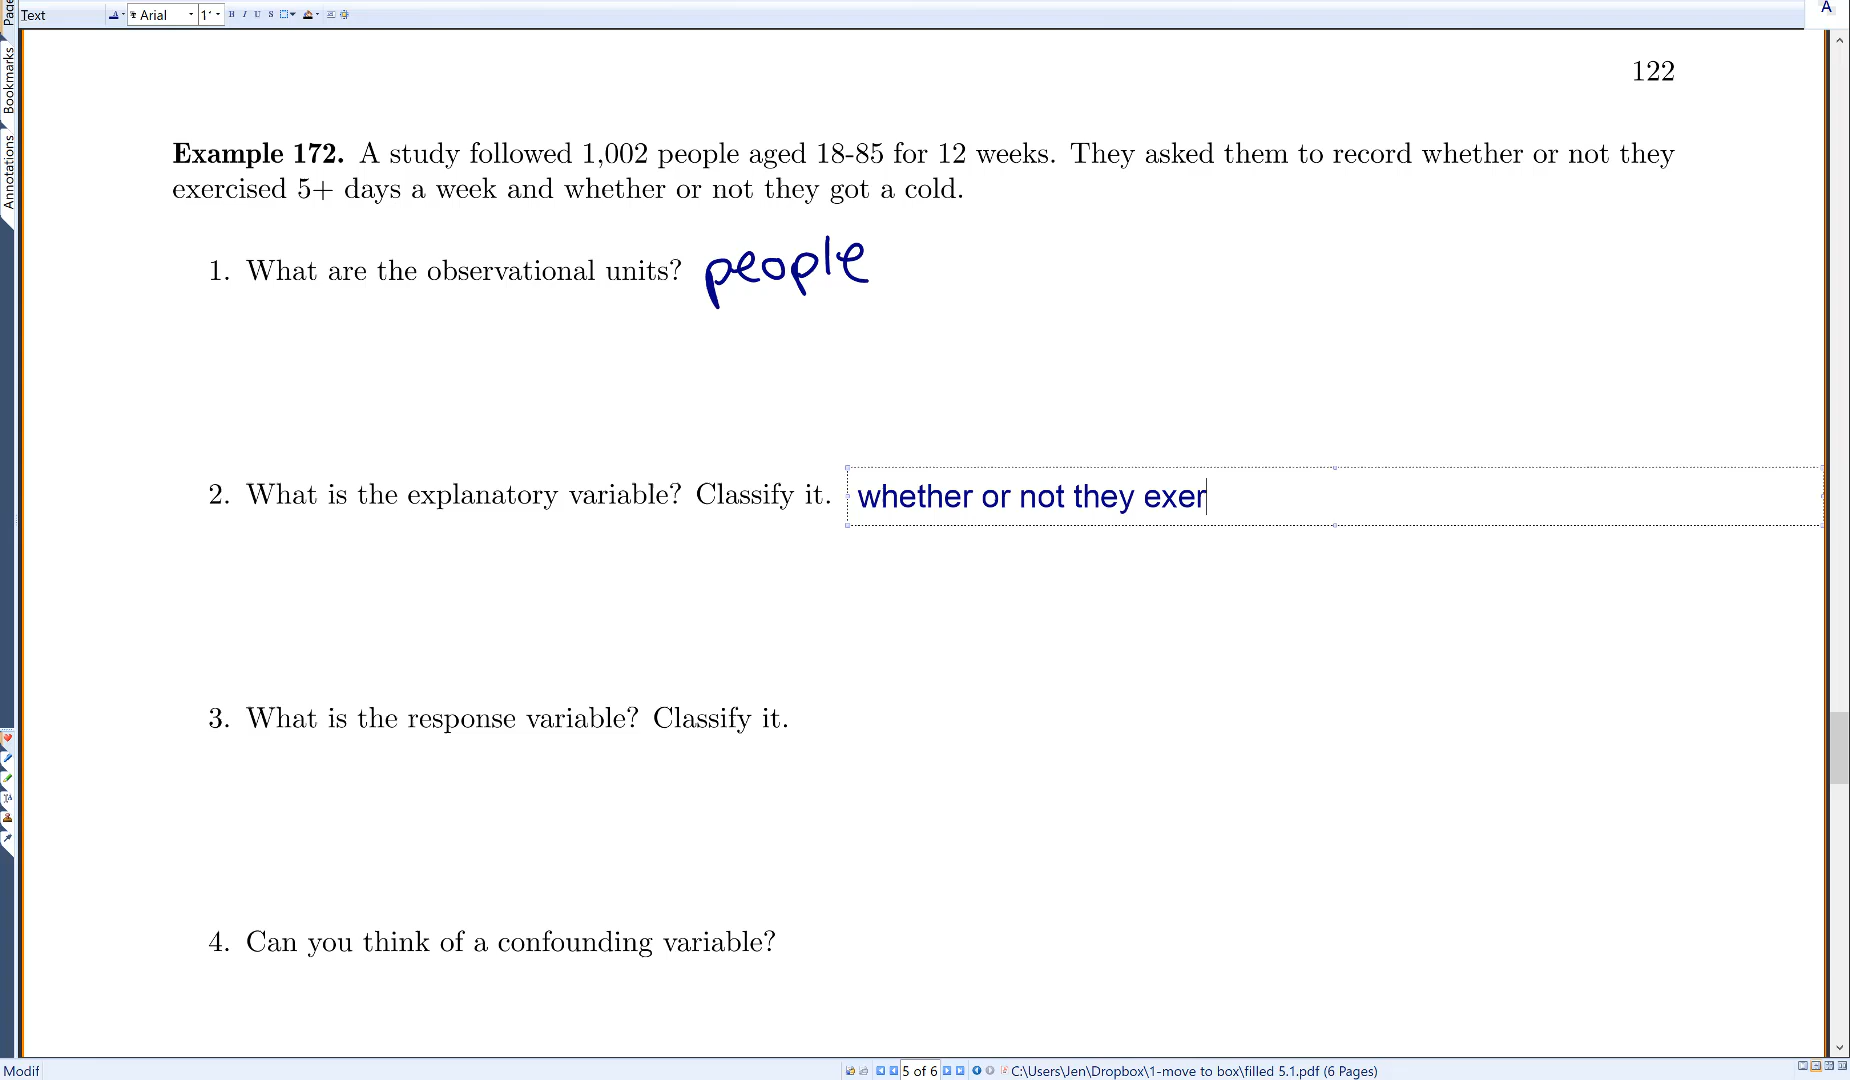 Text
Arial
B I U S
A
Page
Bookmarks
Annotations
122
Example 172. A study followed 1,002 people aged 18-85 for 12 weeks. They asked them to record whether or not they
exercised 5+ days a week and whether or not they got a cold.
1. What are the observational units? people
2. What is the explanatory variable? Classify it. whether or not they exer
3. What is the response variable? Classify it.
4. Can you think of a confounding variable?
Modif
5 of 6
C:\Users\Jen\Dropbox\1-move to box\filled 5.1.pdf (6 Pages)